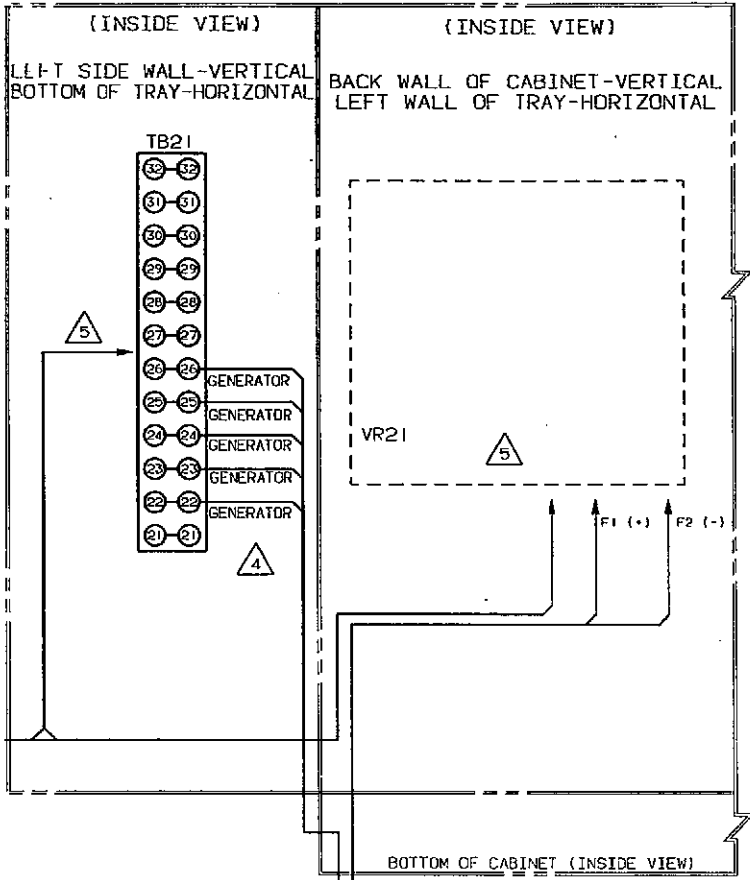 (INSIDE VIEW)
LEFT SIDE WALL-VERTICAL
BOTTOM OF TRAY-HORIZONTAL
(INSIDE VIEW)
BACK WALL OF CABINET-VERTICAL
LEFT WALL OF TRAY-HORIZONTAL
TB21
32 32
31 31
30 30
29 29
28 28
27 27
5
26 26
GENERATOR
25 25
GENERATOR
24 24
GENERATOR
23 23
GENERATOR
22 22
GENERATOR
21 21
4
VR21
5
F1 (+)
F2 (-)
BOTTOM OF CABINET (INSIDE VIEW)